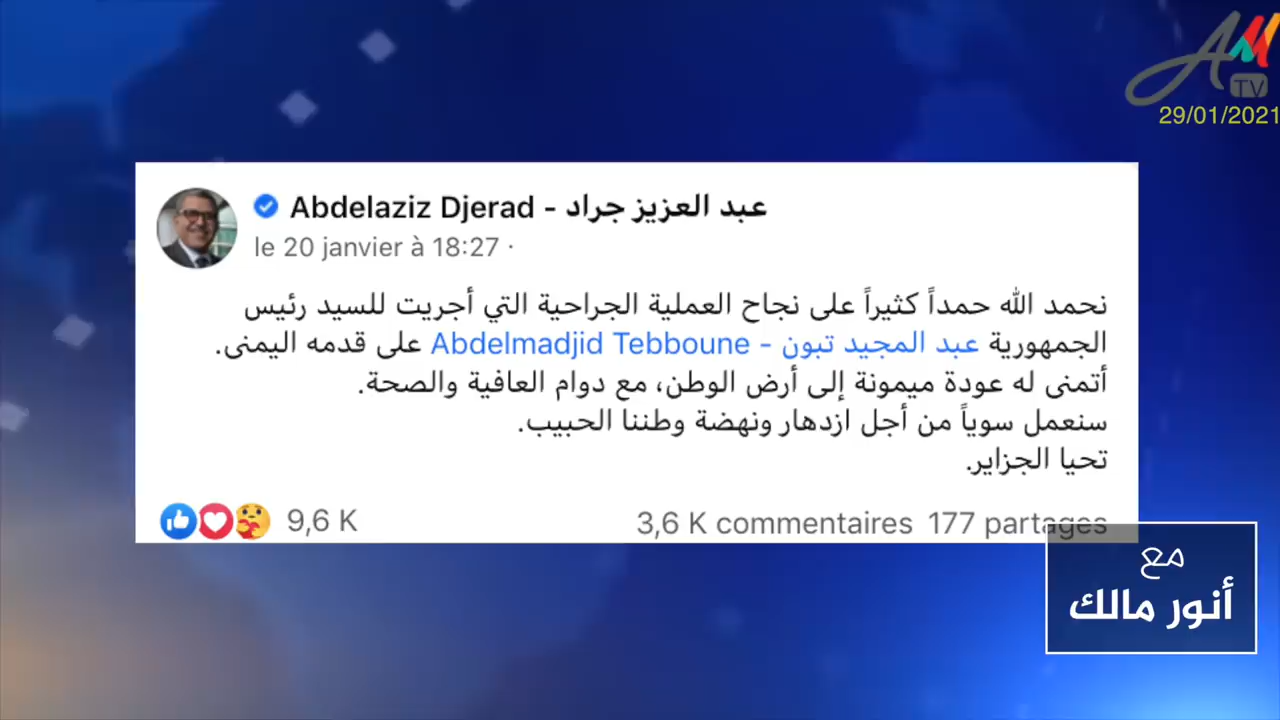 AM
TV
29/01/2021
Abdelaziz Djerad - عبد العزيز جراد
le 20 janvier à 18:27 ·
نحمد الله حمداً كثيراً على نجاح العملية الجراحية التي أجريت للسيد رئيس
الجمهورية عبد المجيد تبون - Abdelmadjid Tebboune على قدمه اليمنى.
أتمنى له عودة ميمونة إلى أرض الوطن، مع دوام العافية والصحة.
سنعمل سوياً من أجل ازدهار ونهضة وطننا الحبيب.
تحيا الجزاير.
9,6 K 3,6 K commentaires 177 partages
مع
أنور مالك